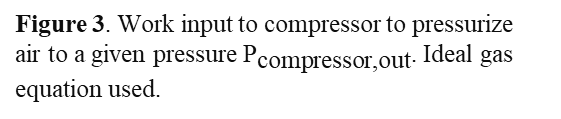 Figure 3. Work input to compressor to pressurize
air to a given pressure Pcompressor,out. Ideal gas
equation used.